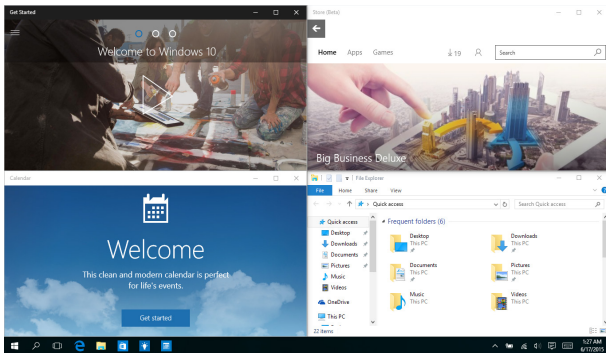 Get Started
Welcome to Windows 10
Store (Beta)
Home Apps Games
19
Search
Big Business Deluxe
Calendar
Welcome
This clean and modern calendar is perfect
for life's events.
Get started
File Explorer
File Home Share View
Quick access
Search Quick access
Quick access
Desktop
Downloads
Documents
Pictures
Music
Videos
OneDrive
This PC
Frequent folders (6)
Desktop
This PC
Downloads
This PC
Documents
This PC
Pictures
This PC
Music
This PC
Videos
This PC
22 items
5:27 AM
6/17/2015